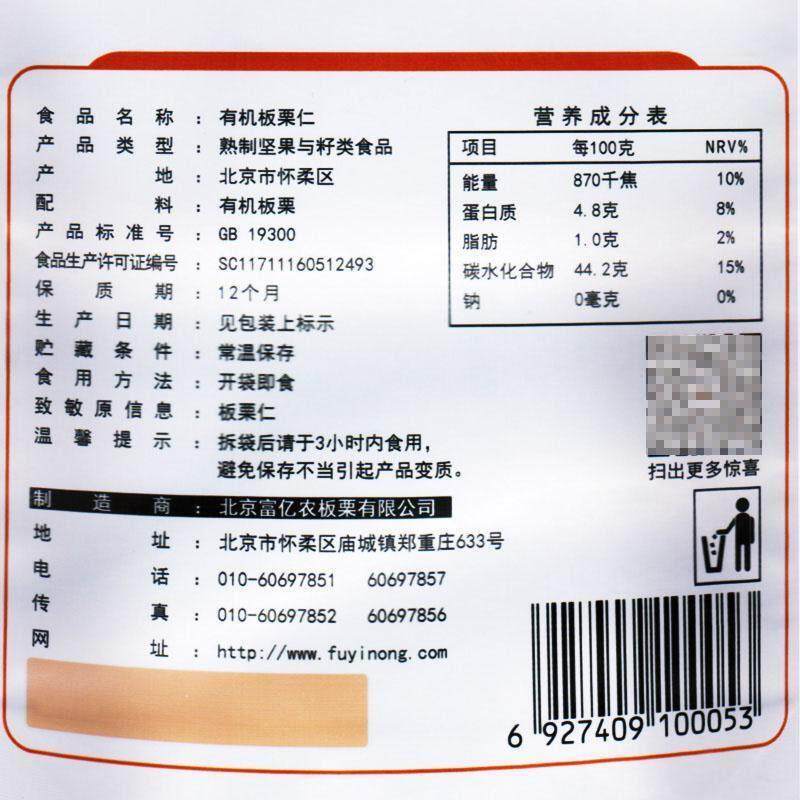 食品名称：有机板栗仁
产品类型：熟制坚果与籽类食品
产地：北京市怀柔区
配料：有机板栗
产品标准号：GB 19300
食品生产许可证编号：SC11711160512493
保质期：12个月
生产日期：见包装上标示
贮藏条件：常温保存
食用方法：开袋即食
致敏原信息：板栗仁
温馨提示：拆袋后请于3小时内食用，
避免保存不当引起产品变质。
制造商：北京富亿农板栗有限公司
地址：北京市怀柔区庙城镇郑重庄633号
电话：010-60697851 60697857
传真：010-60697852 60697856
网址：http://www.fuyinong.com
营养成分表
项目 每100克 NRV%
能量 870千焦 10%
蛋白质 4.8克 8%
脂肪 1.0克 2%
碳水化合物 44.2克 15%
钠 0毫克 0%
扫出更多惊喜
6 927409 100053